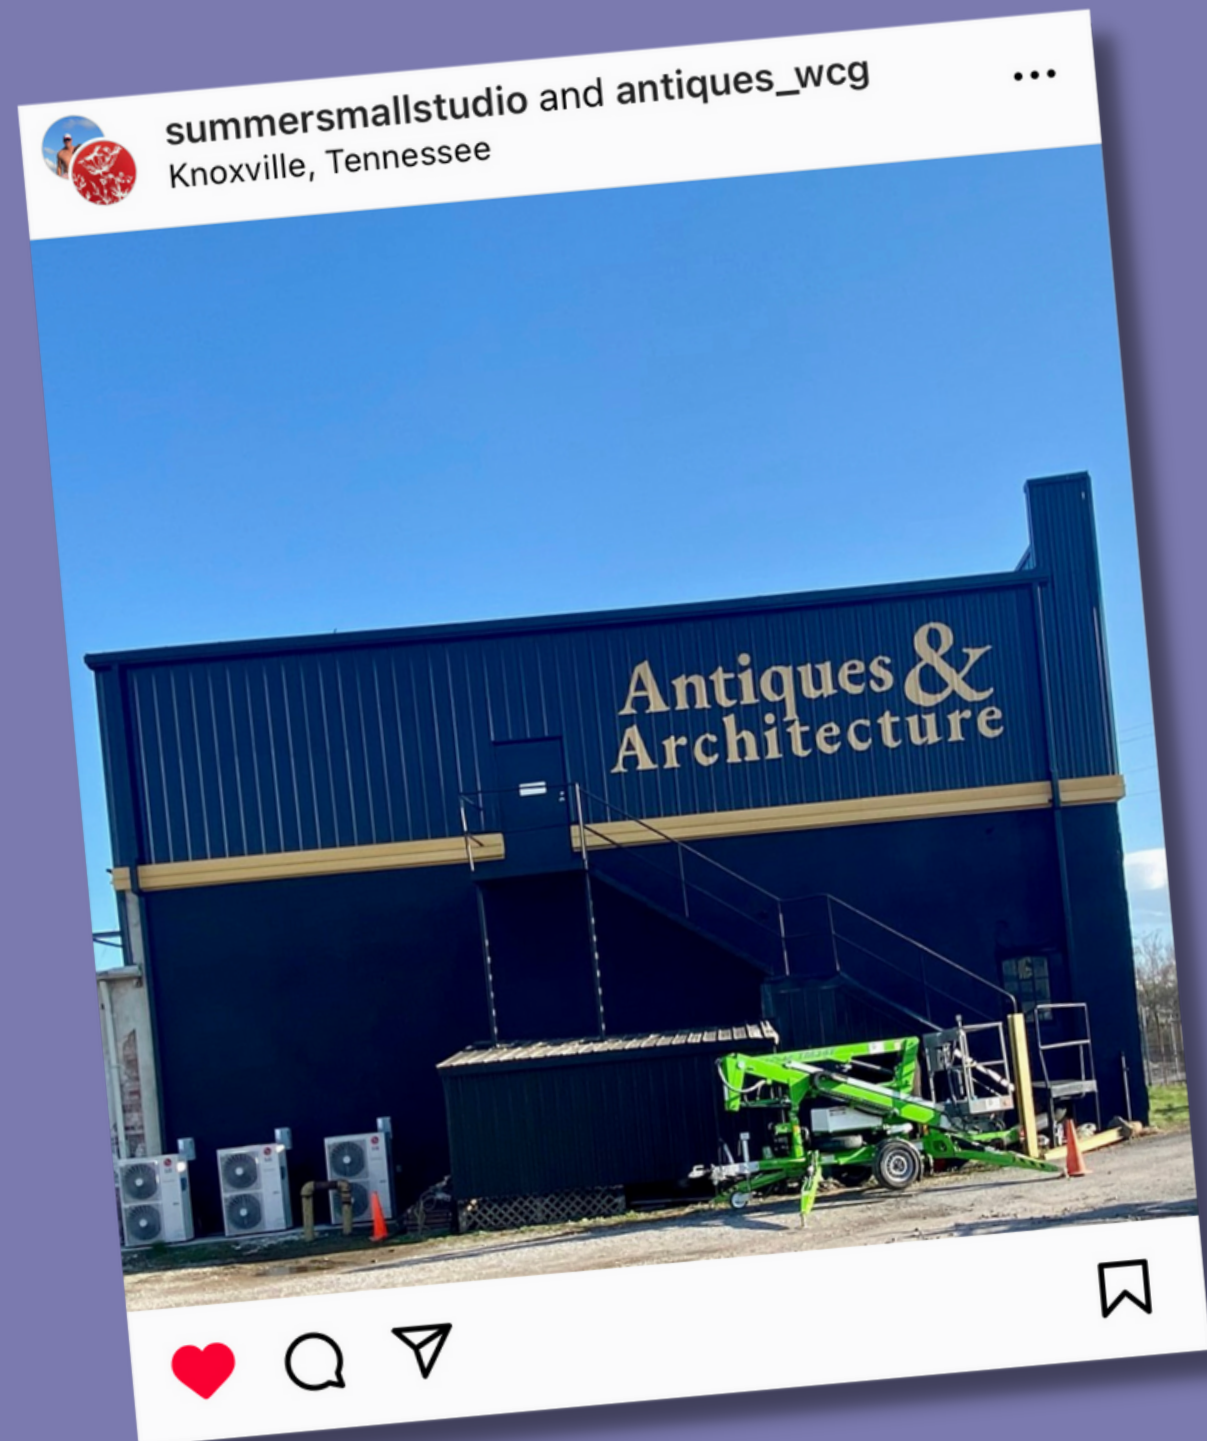 summersmallstudio and antiques_wcg
Knoxville, Tennessee
Antiques &
Architecture